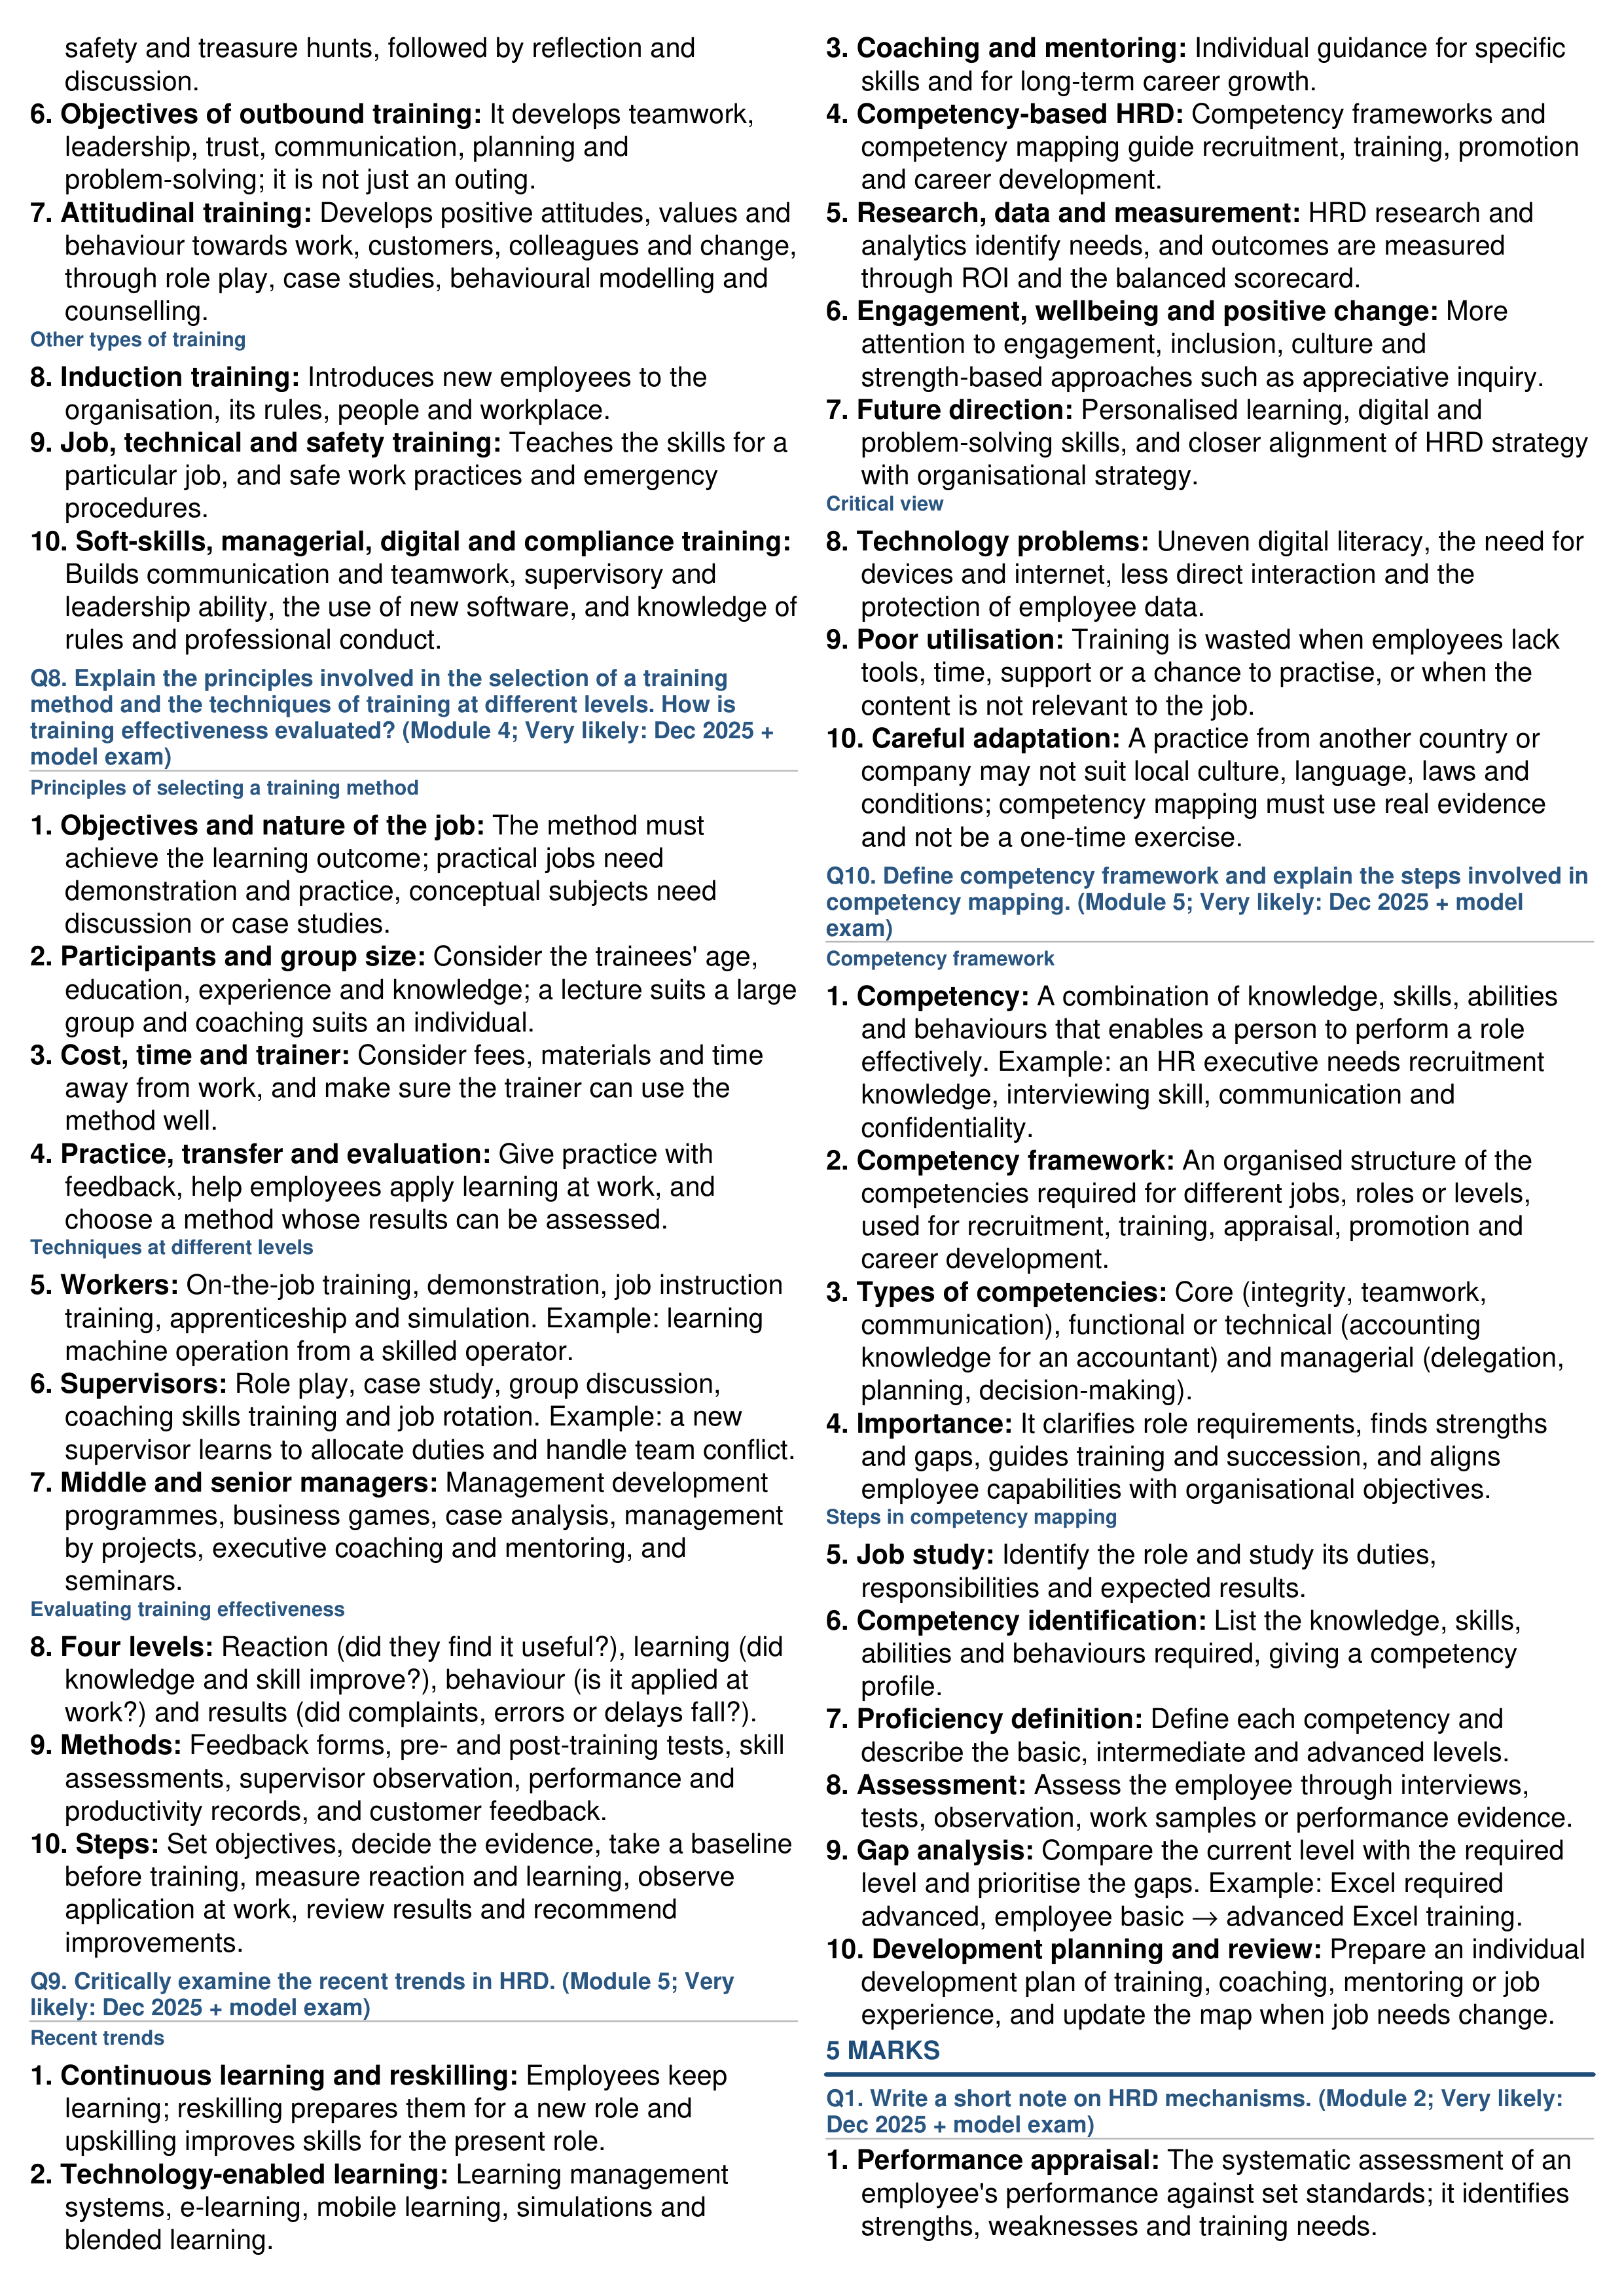 safety and treasure hunts, followed by reflection and
discussion.
6. Objectives of outbound training: It develops teamwork,
leadership, trust, communication, planning and
problem-solving; it is not just an outing.
7. Attitudinal training: Develops positive attitudes, values and
behaviour towards work, customers, colleagues and change,
through role play, case studies, behavioural modelling and
counselling.
Other types of training
8. Induction training: Introduces new employees to the
organisation, its rules, people and workplace.
9. Job, technical and safety training: Teaches the skills for a
particular job, and safe work practices and emergency
procedures.
10. Soft-skills, managerial, digital and compliance training:
Builds communication and teamwork, supervisory and
leadership ability, the use of new software, and knowledge of
rules and professional conduct.
Q8. Explain the principles involved in the selection of a training
method and the techniques of training at different levels. How is
training effectiveness evaluated? (Module 4; Very likely: Dec 2025 +
model exam)
Principles of selecting a training method
1. Objectives and nature of the job: The method must
achieve the learning outcome; practical jobs need
demonstration and practice, conceptual subjects need
discussion or case studies.
2. Participants and group size: Consider the trainees' age,
education, experience and knowledge; a lecture suits a large
group and coaching suits an individual.
3. Cost, time and trainer: Consider fees, materials and time
away from work, and make sure the trainer can use the
method well.
4. Practice, transfer and evaluation: Give practice with
feedback, help employees apply learning at work, and
choose a method whose results can be assessed.
Techniques at different levels
5. Workers: On-the-job training, demonstration, job instruction
training, apprenticeship and simulation. Example: learning
machine operation from a skilled operator.
6. Supervisors: Role play, case study, group discussion,
coaching skills training and job rotation. Example: a new
supervisor learns to allocate duties and handle team conflict.
7. Middle and senior managers: Management development
programmes, business games, case analysis, management
by projects, executive coaching and mentoring, and
seminars.
Evaluating training effectiveness
8. Four levels: Reaction (did they find it useful?), learning (did
knowledge and skill improve?), behaviour (is it applied at
work?) and results (did complaints, errors or delays fall?).
9. Methods: Feedback forms, pre- and post-training tests, skill
assessments, supervisor observation, performance and
productivity records, and customer feedback.
10. Steps: Set objectives, decide the evidence, take a baseline
before training, measure reaction and learning, observe
application at work, review results and recommend
improvements.
Q9. Critically examine the recent trends in HRD. (Module 5; Very
likely: Dec 2025 + model exam)
Recent trends
1. Continuous learning and reskilling: Employees keep
learning; reskilling prepares them for a new role and
upskilling improves skills for the present role.
2. Technology-enabled learning: Learning management
systems, e-learning, mobile learning, simulations and
blended learning.
3. Coaching and mentoring: Individual guidance for specific
skills and for long-term career growth.
4. Competency-based HRD: Competency frameworks and
competency mapping guide recruitment, training, promotion
and career development.
5. Research, data and measurement: HRD research and
analytics identify needs, and outcomes are measured
through ROI and the balanced scorecard.
6. Engagement, wellbeing and positive change: More
attention to engagement, inclusion, culture and
strength-based approaches such as appreciative inquiry.
7. Future direction: Personalised learning, digital and
problem-solving skills, and closer alignment of HRD strategy
with organisational strategy.
Critical view
8. Technology problems: Uneven digital literacy, the need for
devices and internet, less direct interaction and the
protection of employee data.
9. Poor utilisation: Training is wasted when employees lack
tools, time, support or a chance to practise, or when the
content is not relevant to the job.
10. Careful adaptation: A practice from another country or
company may not suit local culture, language, laws and
conditions; competency mapping must use real evidence
and not be a one-time exercise.
Q10. Define competency framework and explain the steps involved in
competency mapping. (Module 5; Very likely: Dec 2025 + model
exam)
Competency framework
1. Competency: A combination of knowledge, skills, abilities
and behaviours that enables a person to perform a role
effectively. Example: an HR executive needs recruitment
knowledge, interviewing skill, communication and
confidentiality.
2. Competency framework: An organised structure of the
competencies required for different jobs, roles or levels,
used for recruitment, training, appraisal, promotion and
career development.
3. Types of competencies: Core (integrity, teamwork,
communication), functional or technical (accounting
knowledge for an accountant) and managerial (delegation,
planning, decision-making).
4. Importance: It clarifies role requirements, finds strengths
and gaps, guides training and succession, and aligns
employee capabilities with organisational objectives.
Steps in competency mapping
5. Job study: Identify the role and study its duties,
responsibilities and expected results.
6. Competency identification: List the knowledge, skills,
abilities and behaviours required, giving a competency
profile.
7. Proficiency definition: Define each competency and
describe the basic, intermediate and advanced levels.
8. Assessment: Assess the employee through interviews,
tests, observation, work samples or performance evidence.
9. Gap analysis: Compare the current level with the required
level and prioritise the gaps. Example: Excel required
advanced, employee basic → advanced Excel training.
10. Development planning and review: Prepare an individual
development plan of training, coaching, mentoring or job
experience, and update the map when job needs change.
5 MARKS
Q1. Write a short note on HRD mechanisms. (Module 2; Very likely:
Dec 2025 + model exam)
1. Performance appraisal: The systematic assessment of an
employee's performance against set standards; it identifies
strengths, weaknesses and training needs.